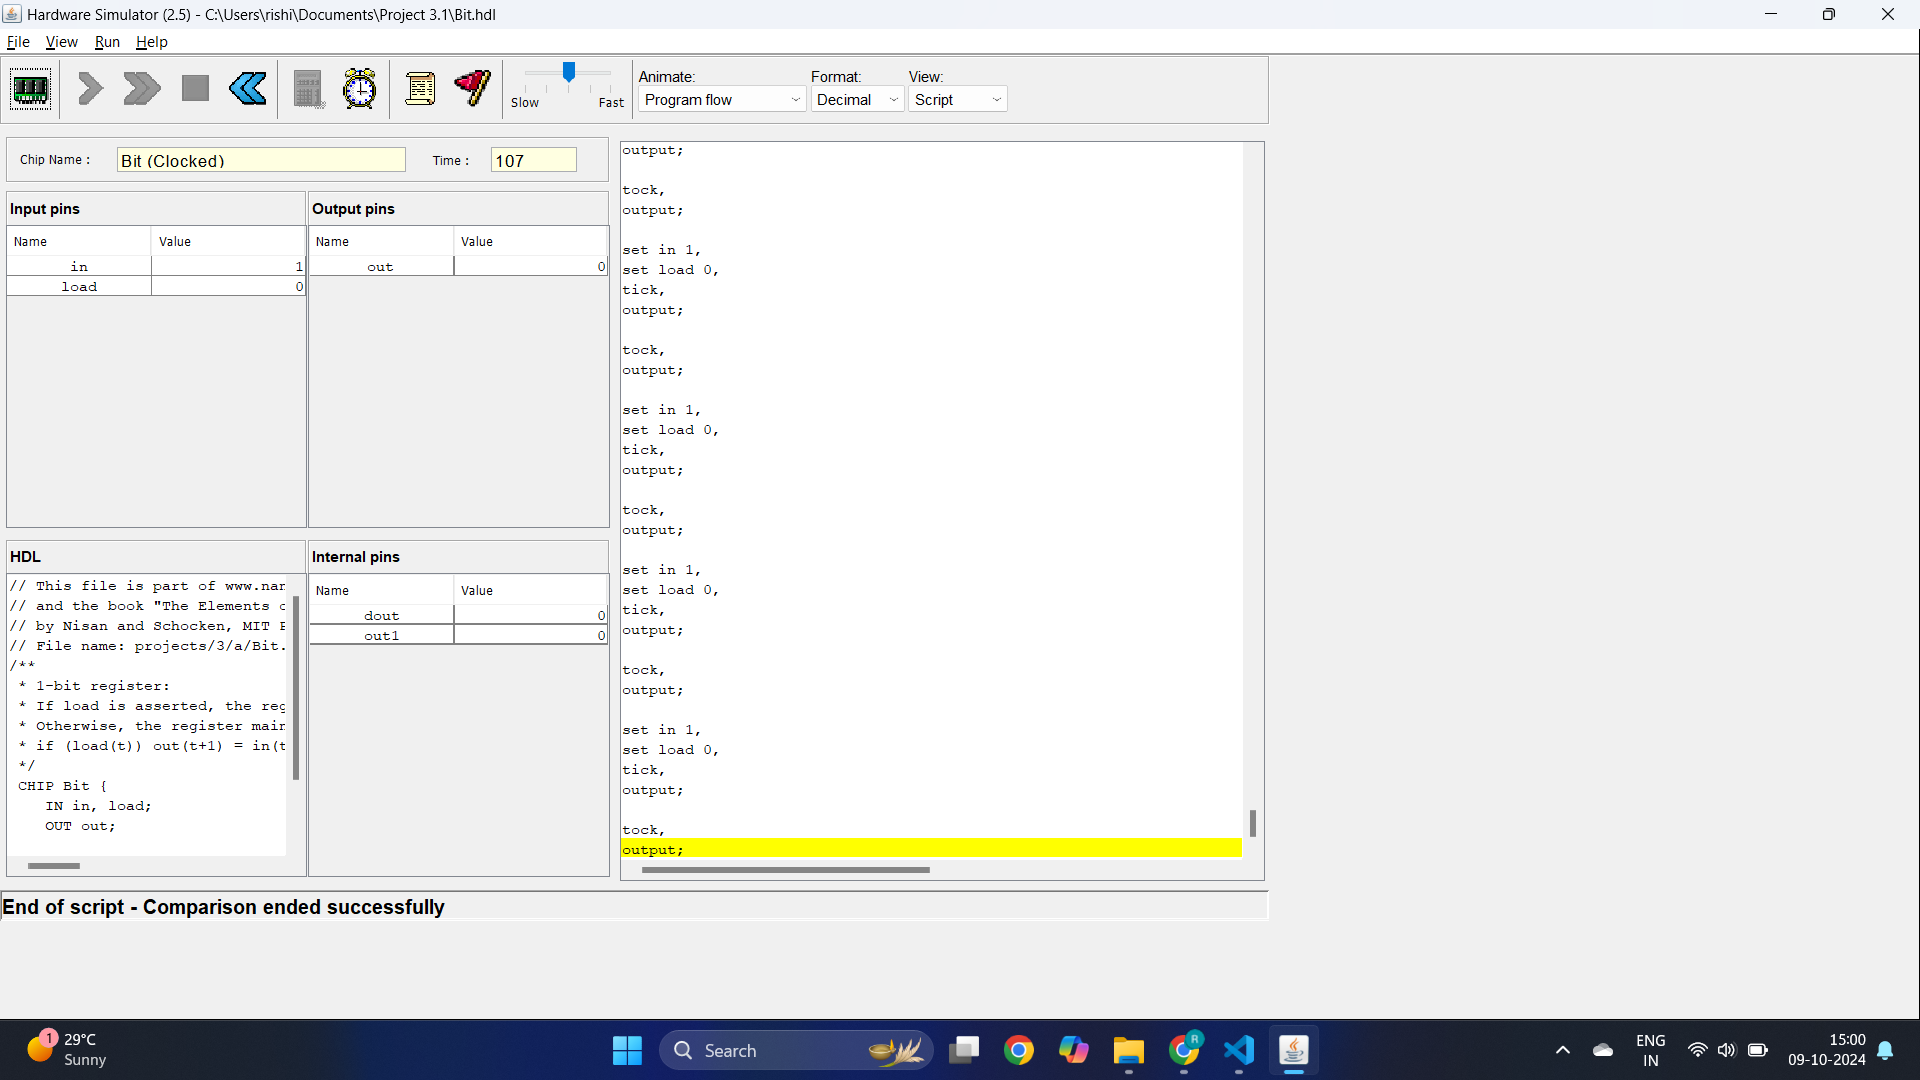 Hardware Simulator (2.5) - C:\Users\rishi\Documents\Project 3.1\Bit.hdl
File View Run Help
Slow Fast
Animate:
Program flow
Format:
Decimal
View:
Script
Chip Name :
Bit (Clocked)
Time :
107
Input pins
Name Value
in 1
load 0
Output pins
Name Value
out 0
HDL
// This file is part of www.nan
// and the book "The Elements
// by Nisan and Schocken, MIT
// File name: projects/3/a/Bit.
/**
* 1-bit register:
* If load is asserted, the reg
* Otherwise, the register main
* if (load(t)) out(t+1) = in(t
*/
CHIP Bit {
IN in, load;
OUT out;
Internal pins
Name Value
dout 0
out1 0
output;
tock,
output;
set in 1,
set load 0,
tick,
output;
tock,
output;
set in 1,
set load 0,
tick,
output;
tock,
output;
set in 1,
set load 0,
tick,
output;
tock,
output;
set in 1,
set load 0,
tick,
output;
tock,
output;
End of script - Comparison ended successfully
1
29°C
Sunny
Search
R
ENG
IN
15:00
09-10-2024